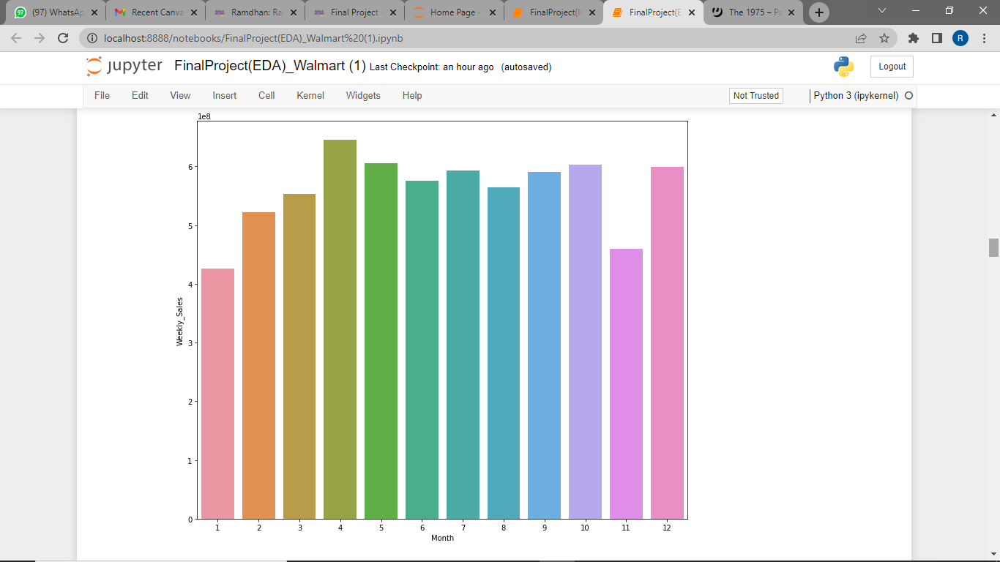 (97) WhatsAp
Recent Canva
Ramdhan: Ra
Final Project -
Home Page -
FinalProject(
FinalProject(E
The 1975 – Pa
localhost:8888/notebooks/FinalProject(EDA)_Walmart%20(1).ipynb
R
jupyter FinalProject(EDA)_Walmart (1) Last Checkpoint: an hour ago (autosaved)
Logout
File Edit View Insert Cell Kernel Widgets Help
Not Trusted
Python 3 (ipykernel)
1e8
6
5
4
3
2
1
0
Weekly_Sales
1 2 3 4 5 6 7 8 9 10 11 12
Month